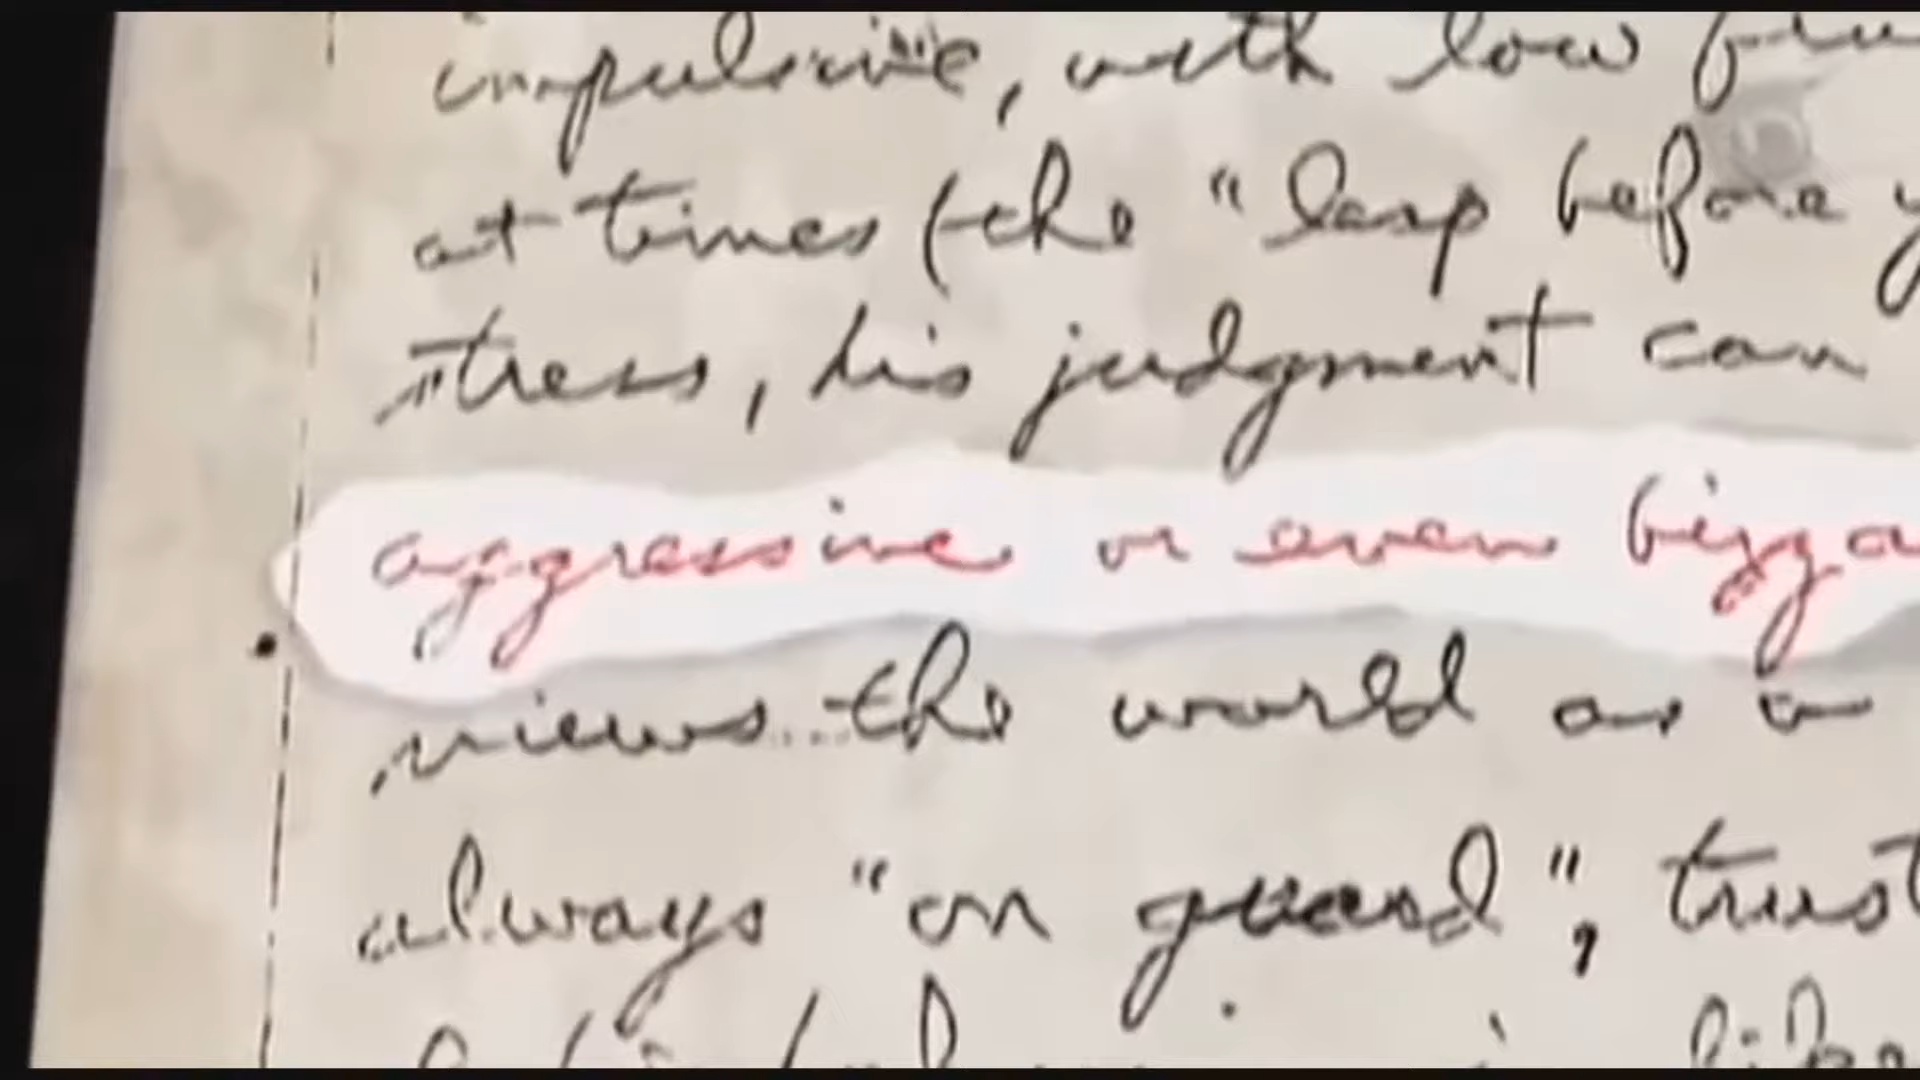 impulsive, with low
at times (the "leap before
stress, his judgment can
aggressive or even
views the world as a
always "on guard", trust